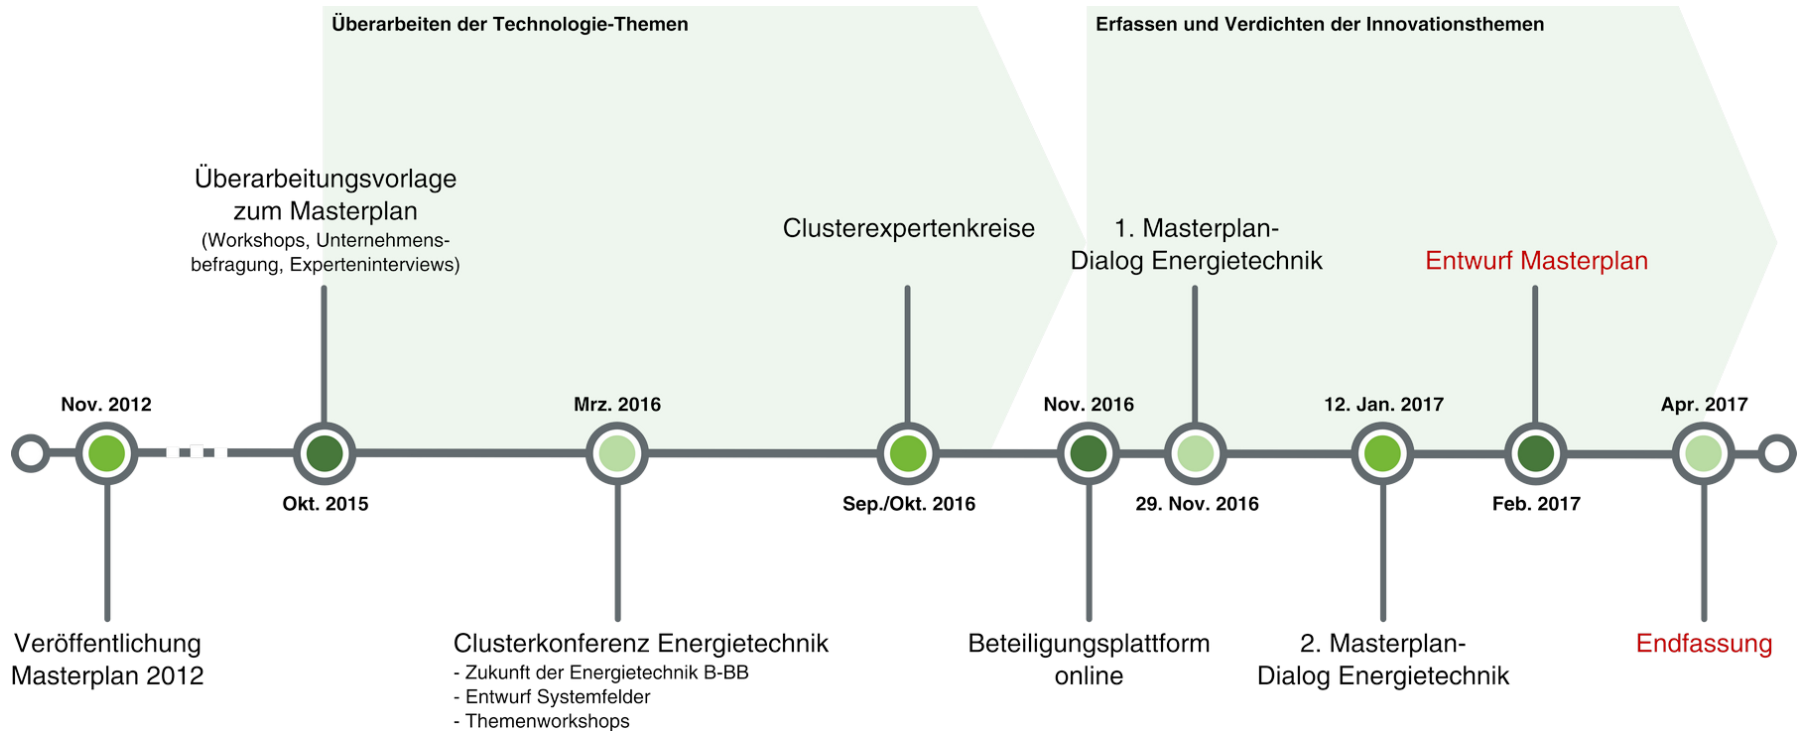 Überarbeiten der Technologie-Themen
Erfassen und Verdichten der Innovationsthemen
Überarbeitungsvorlage
zum Masterplan
(Workshops, Unternehmens-
befragung, Experteninterviews)
Clusterexpertenkreise
1. Masterplan-
Dialog Energietechnik
Entwurf Masterplan
Nov. 2012
Mrz. 2016
Nov. 2016
12. Jan. 2017
Apr. 2017
Okt. 2015
Sep./Okt. 2016
29. Nov. 2016
Feb. 2017
Veröffentlichung
Masterplan 2012
Clusterkonferenz Energietechnik
- Zukunft der Energietechnik B-BB
- Entwurf Systemfelder
- Themenworkshops
Beteiligungsplattform
online
2. Masterplan-
Dialog Energietechnik
Endfassung